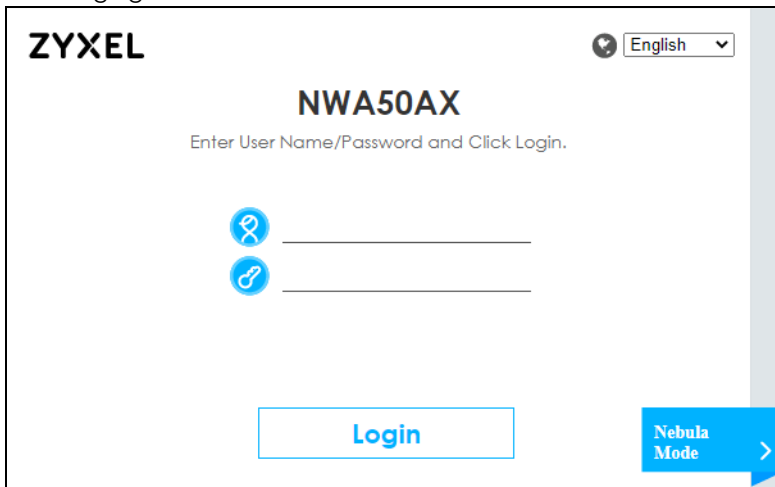 ZYXEL
English
NWA50AX
Enter User Name/Password and Click Login.
Login
Nebula
Mode